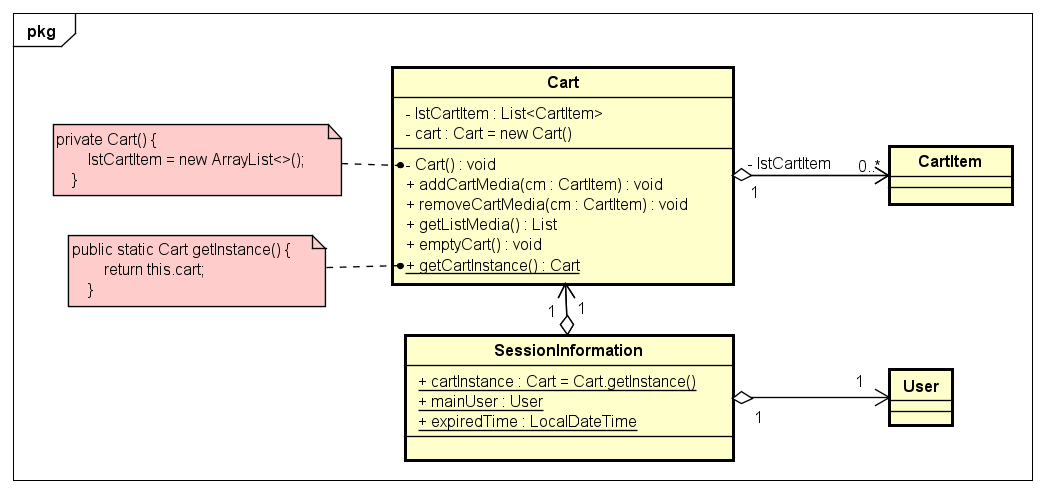 pkg
Cart
- lstCartItem : List<CartItem>
- cart : Cart = new Cart()
- Cart() : void
+ addCartMedia(cm : CartItem) : void
+ removeCartMedia(cm : CartItem) : void
+ getListMedia() : List
+ emptyCart() : void
+ getCartInstance() : Cart
private Cart() {
lstCartItem = new ArrayList<>();
}
public static Cart getInstance() {
return this.cart;
}
- lstCartItem
0..*
1
CartItem
1
1
SessionInformation
+ cartInstance : Cart = Cart.getInstance()
+ mainUser : User
+ expiredTime : LocalDateTime
1
1
User